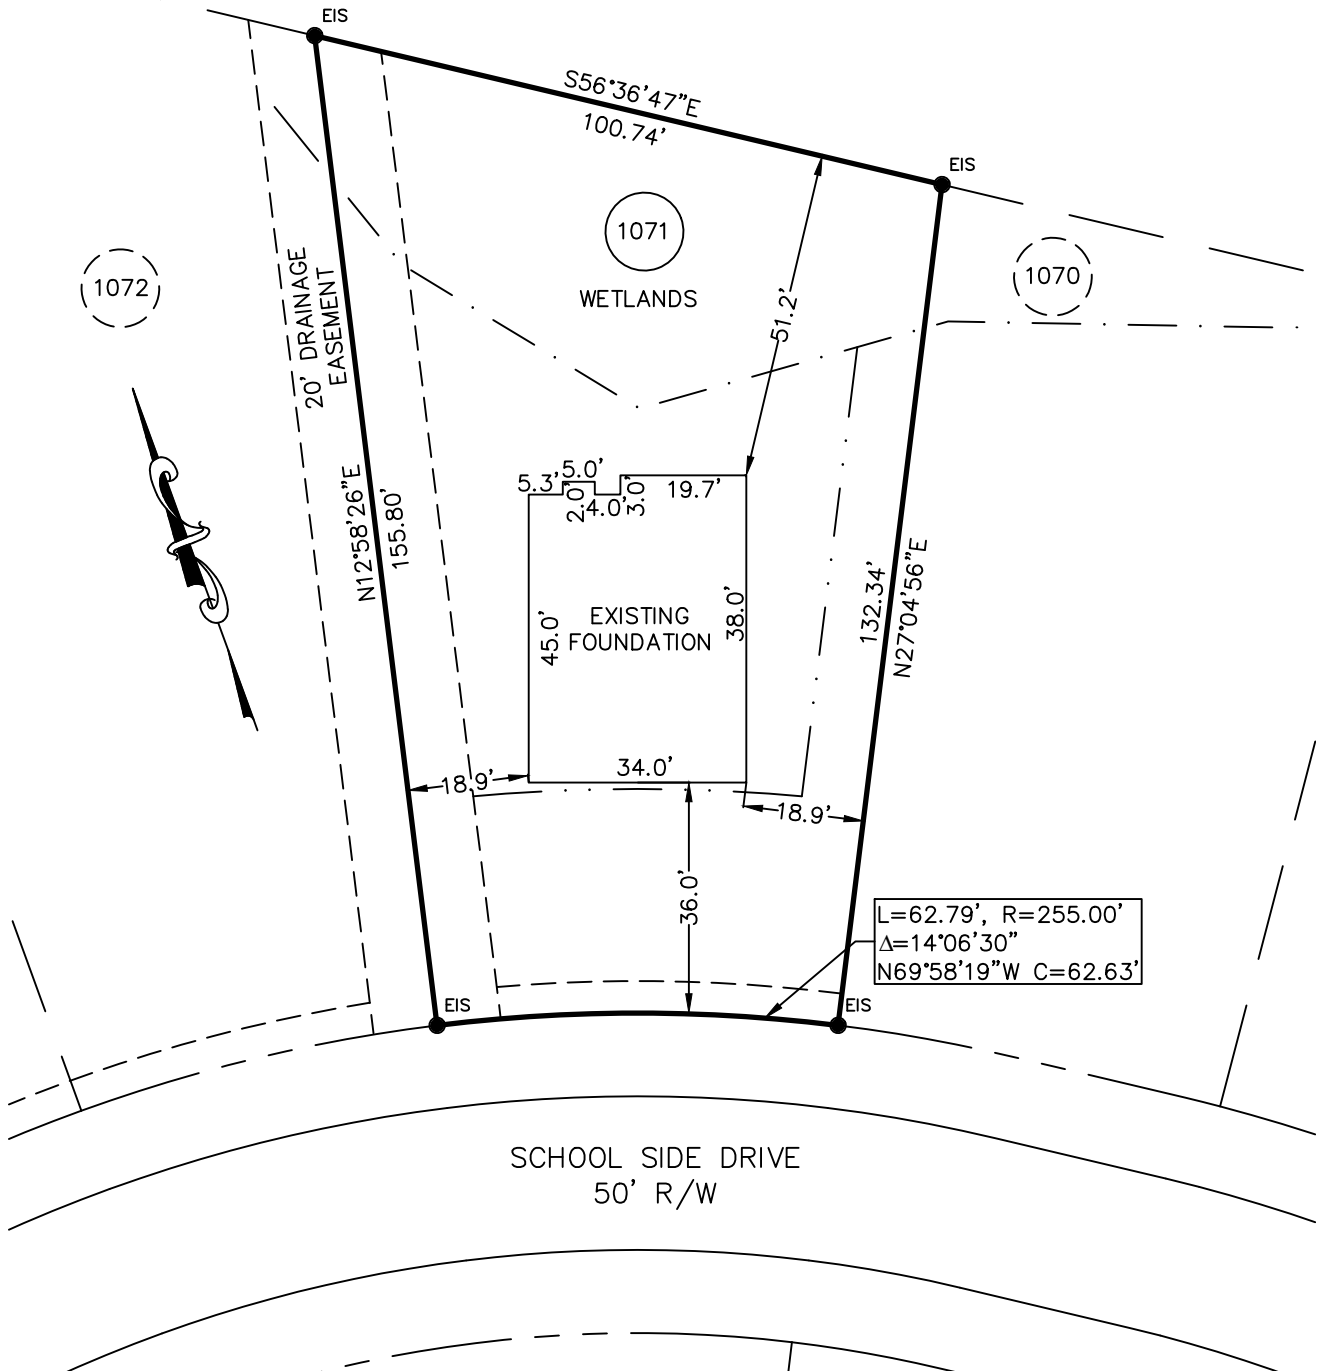 EIS
S56°36'47"E
100.74'
EIS
1071
WETLANDS
1072
1070
20' DRAINAGE
EASEMENT
51.2'
N12°58'26"E
155.80'
5.3'
5.0'
2.0'
4.0'
3.0'
19.7'
45.0'
EXISTING
FOUNDATION
38.0'
132.34'
N27°04'56"E
34.0'
18.9'
18.9'
36.0'
L=62.79', R=255.00'
Δ=14°06'30"
N69°58'19"W C=62.63'
EIS
EIS
SCHOOL SIDE DRIVE
50' R/W